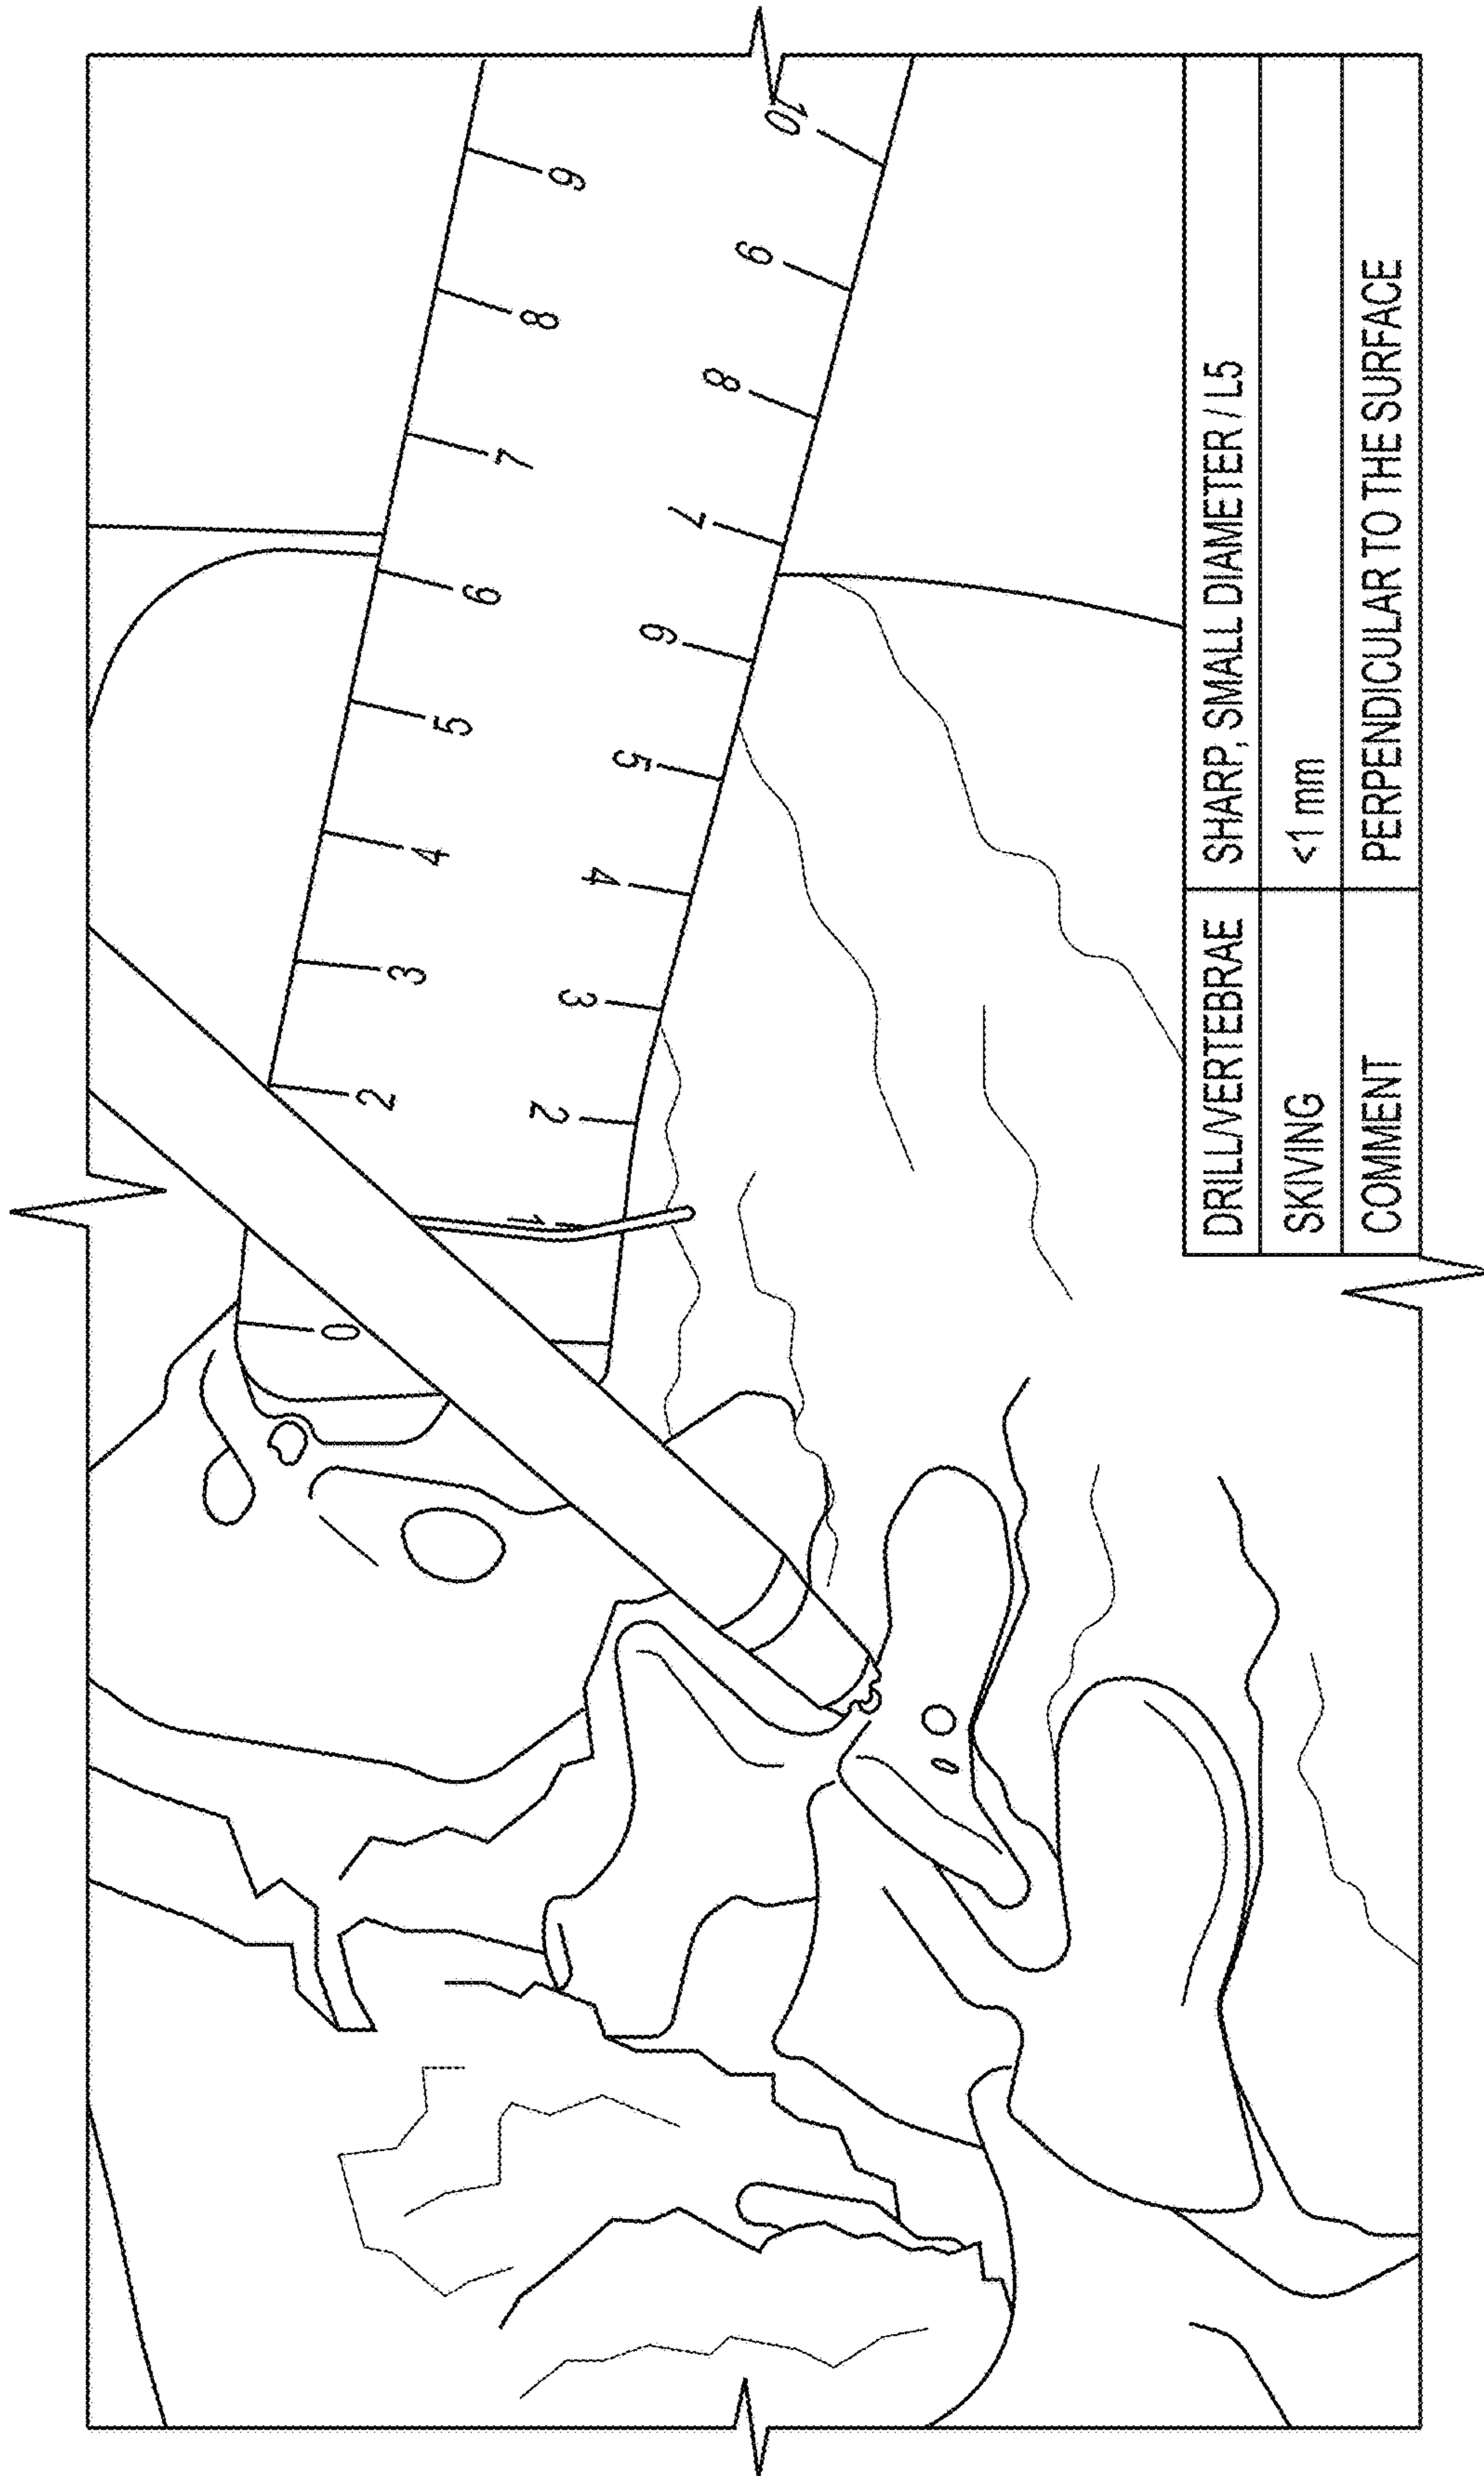 0 2 3 4 5 6 7 8 9
1 2 3 4 5 6 7 8 9 10
DRILL/VERTEBRAE SHARP, SMALL DIAMETER / L5
SKIVING <1 mm
COMMENT PERPENDICULAR TO THE SURFACE